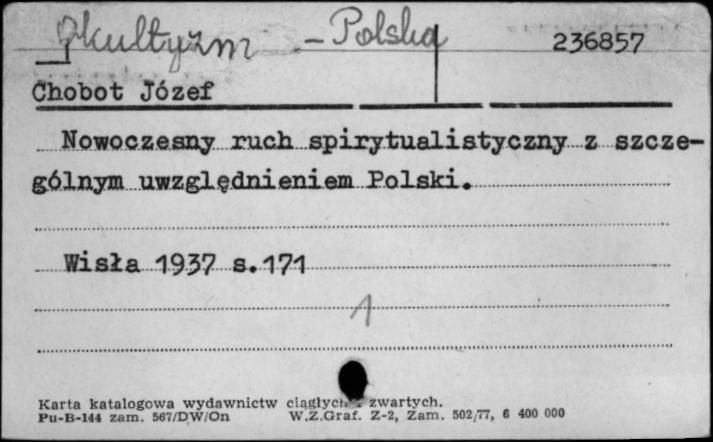 Okultyzm - Polska 236857
Chobot Józef
Nowoczesny ruch spirytualistyczny z szcze-
gólnym uwzględnieniem Polski.
Wisła 1937 s.171
1
Karta katalogowa wydawnictw ciągłych zwartych.
Pu-B-144 zam. 567/DW/On W.Z.Graf. Z-2, Zam. 502/77, 6 400 000